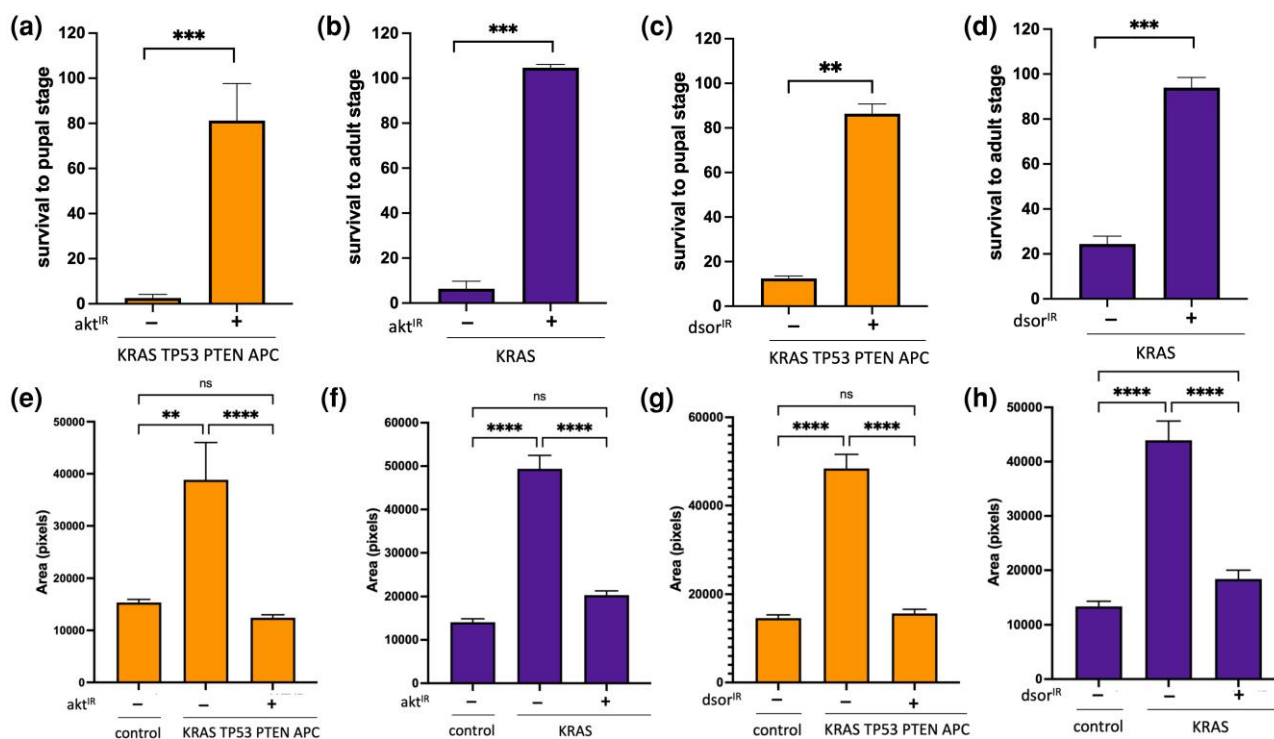 (a)
***
survival to pupal stage
120
100
80
60
40
20
0
akt^IR − +
KRAS TP53 PTEN APC
(b)
***
survival to adult stage
120
100
80
60
40
20
0
akt^IR − +
KRAS
(c)
**
survival to pupal stage
120
100
80
60
40
20
0
dsor^IR − +
KRAS TP53 PTEN APC
(d)
***
survival to adult stage
120
100
80
60
40
20
0
dsor^IR − +
KRAS
(e)
ns
** ****
Area (pixels)
50000
40000
30000
20000
10000
0
akt^IR − − +
control KRAS TP53 PTEN APC
(f)
ns
**** ****
Area (pixels)
60000
50000
40000
30000
20000
10000
0
akt^IR − − +
control KRAS
(g)
ns
**** ****
Area (pixels)
60000
40000
20000
0
dsor^IR − − +
control KRAS TP53 PTEN APC
(h)
**** ****
Area (pixels)
50000
40000
30000
20000
10000
0
dsor^IR − − +
control KRAS